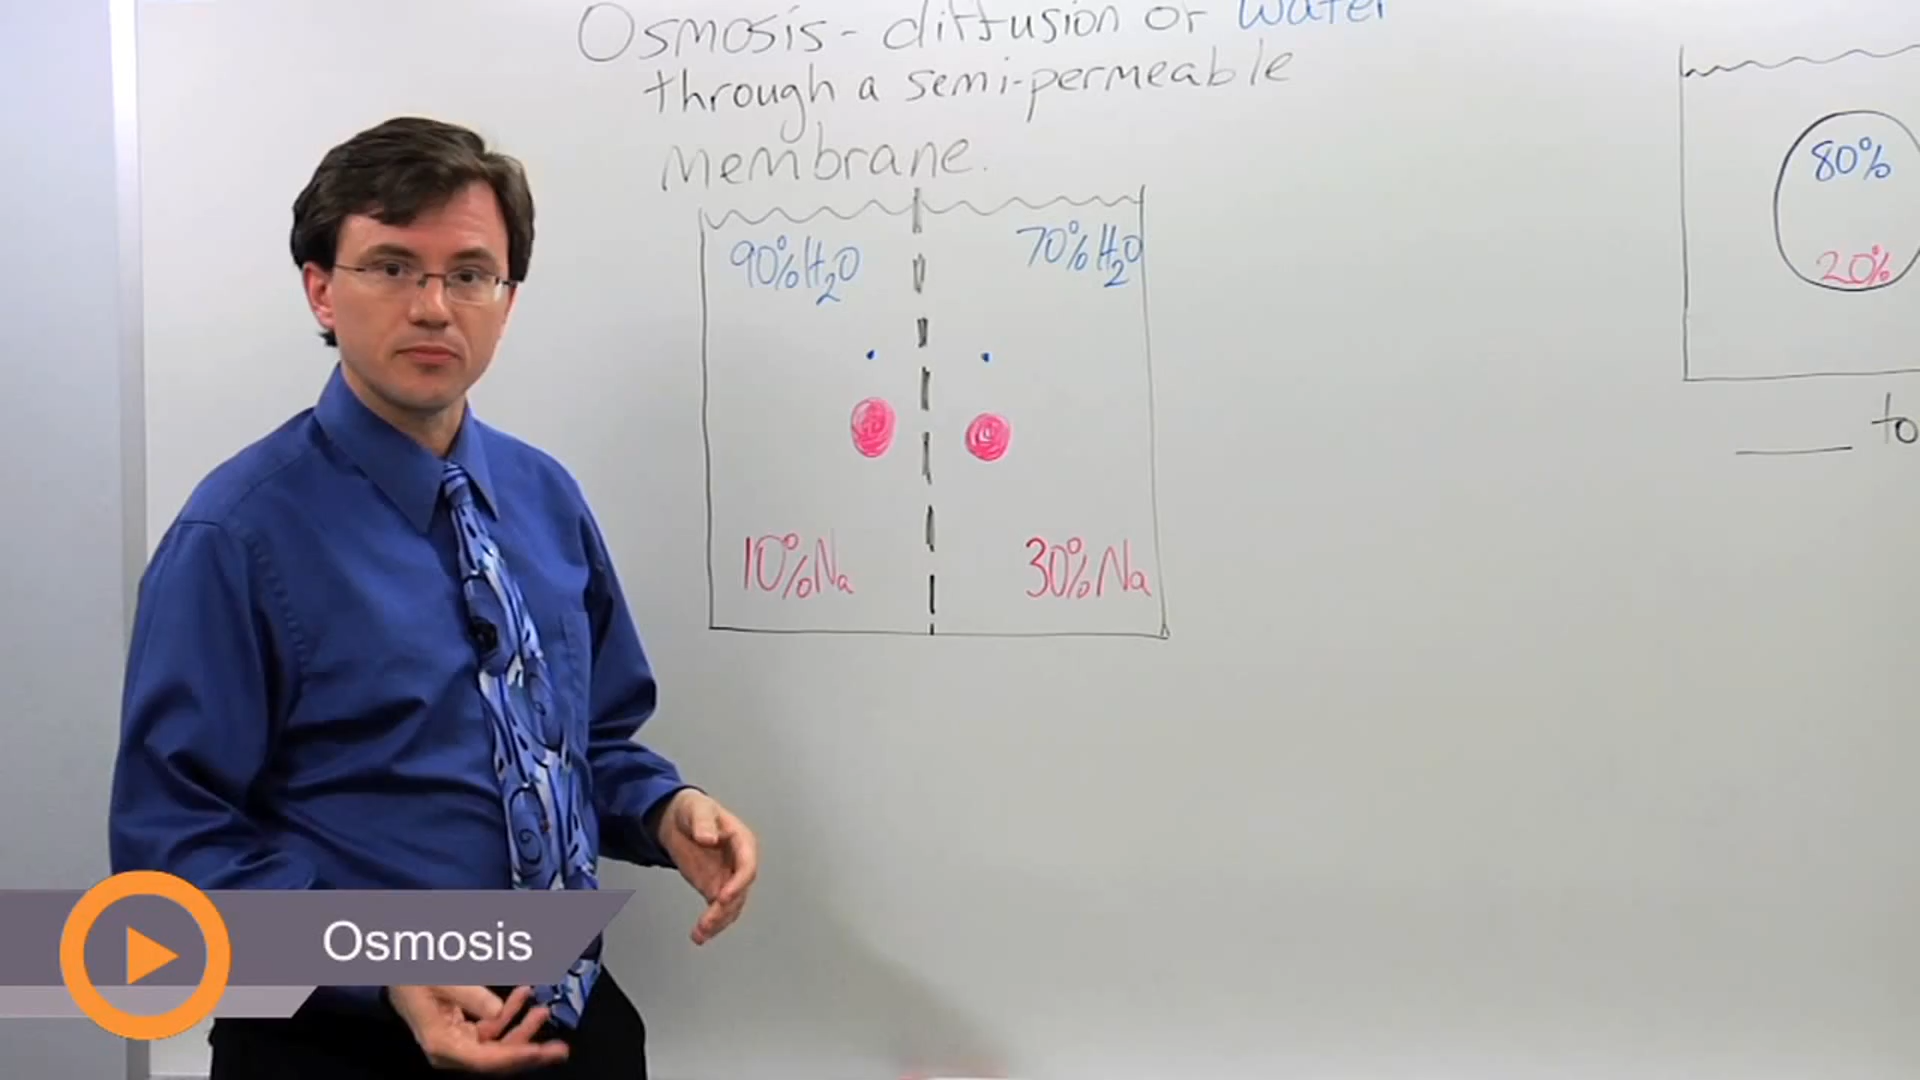 Osmosis - diffusion of water
through a semi-permeable
membrane.
90% H₂O
70% H₂O
10% Na
30% Na
80%
20%
to
Osmosis